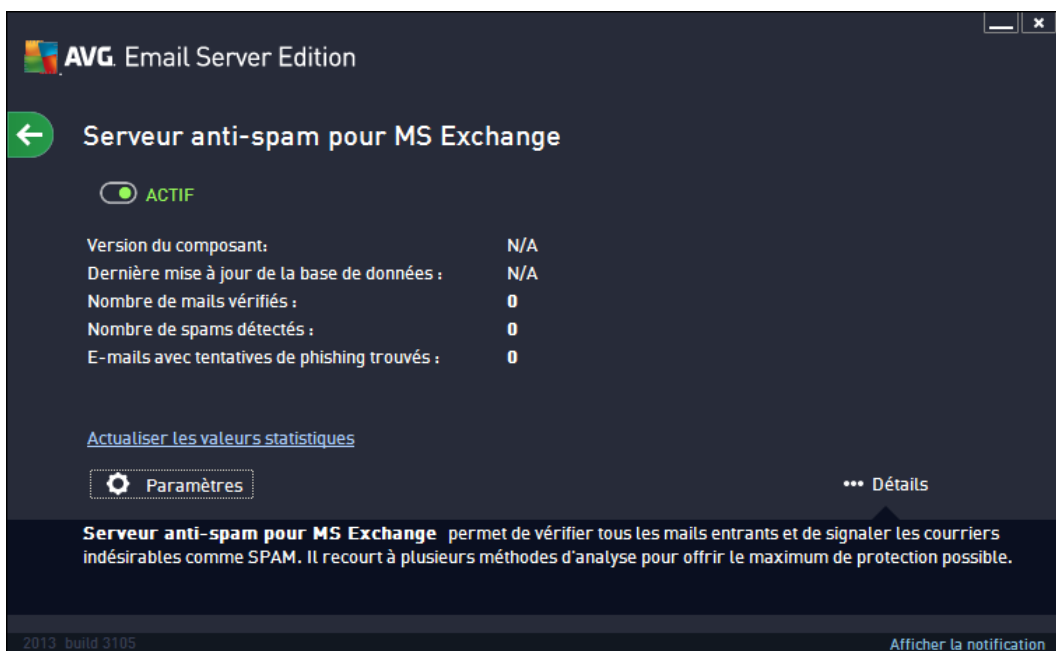 AVG. Email Server Edition
Serveur anti-spam pour MS Exchange
ACTIF
Version du composant: N/A
Dernière mise à jour de la base de données : N/A
Nombre de mails vérifiés : 0
Nombre de spams détectés : 0
E-mails avec tentatives de phishing trouvés : 0
Actualiser les valeurs statistiques
Paramètres
••• Détails
Serveur anti-spam pour MS Exchange permet de vérifier tous les mails entrants et de signaler les courriers
indésirables comme SPAM. Il recourt à plusieurs méthodes d'analyse pour offrir le maximum de protection possible.
2013 build 3105
Afficher la notification